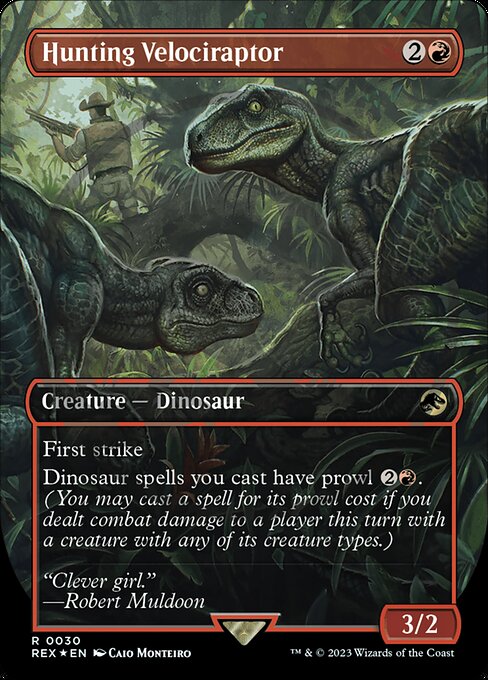 Hunting Velociraptor 2
Creature — Dinosaur
First strike
Dinosaur spells you cast have prowl 2.
(You may cast a spell for its prowl cost if you
dealt combat damage to a player this turn with
a creature with any of its creature types.)
“Clever girl.”
—Robert Muldoon
3/2
R 0030
REX★EN Caio Monteiro
™ & © 2023 Wizards of the Coast